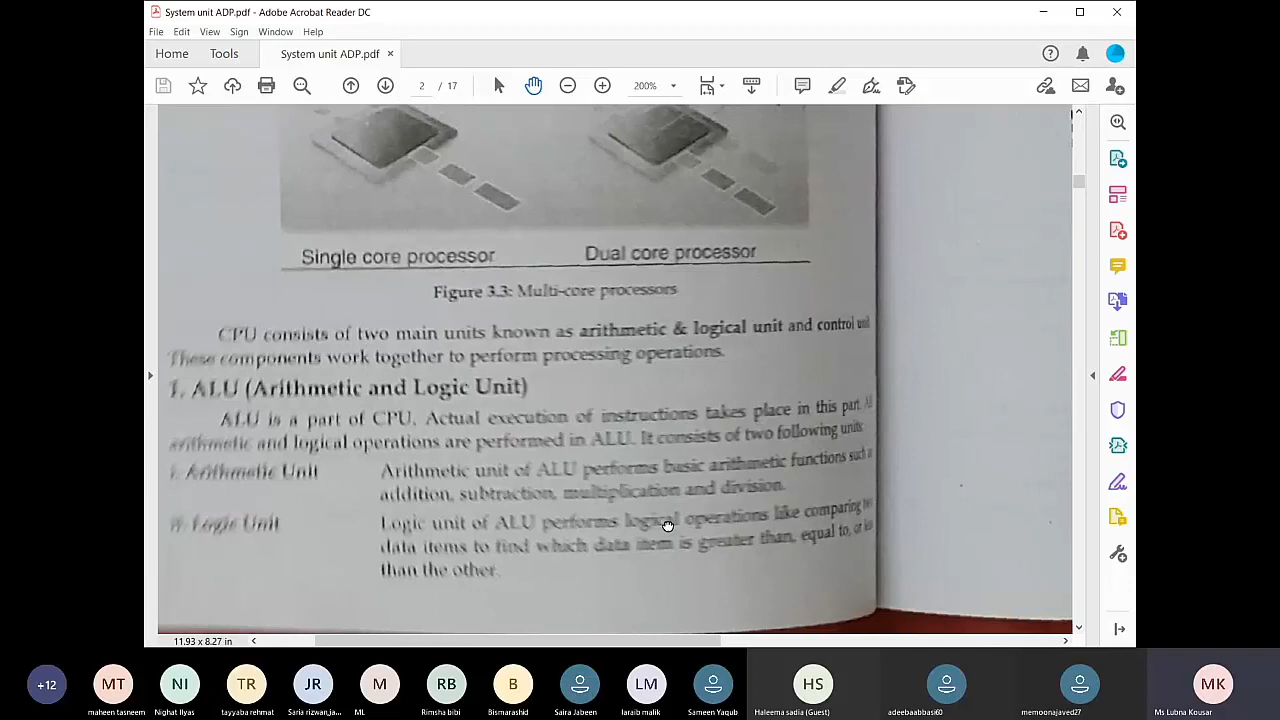 System unit ADP.pdf - Adobe Acrobat Reader DC
File Edit View Sign Window Help
Home Tools System unit ADP.pdf ×
2 / 17 200%
Single core processor Dual core processor
Figure 3.3: Multi-core processors
CPU consists of two main units known as arithmetic & logical unit and control unit
These components work together to perform processing operations.
1. ALU (Arithmetic and Logic Unit)
ALU is a part of CPU. Actual execution of instructions takes place in this part. Al
arithmetic and logical operations are performed in ALU. It consists of two following units:
i. Arithmetic Unit Arithmetic unit of ALU performs basic arithmetic functions such a
addition, subtraction, multiplication and division.
ii. Logic Unit Logic unit of ALU performs logical operations like comparing
data items to find which data item is greater than, equal to, or
than the other.
11.93 x 8.27 in
+12 MT NI TR JR M RB B LM HS MK
maheen tasneem Nighat Ilyas tayyaba rehmat Saria rizwan,ja... ML Rimsha bibi Bismarashid Saira Jabeen laraib malik Sameen Yaqub Haleema sadia (Guest) adeebaabbasi60 memoonajaved27 Ms Lubna Kousar